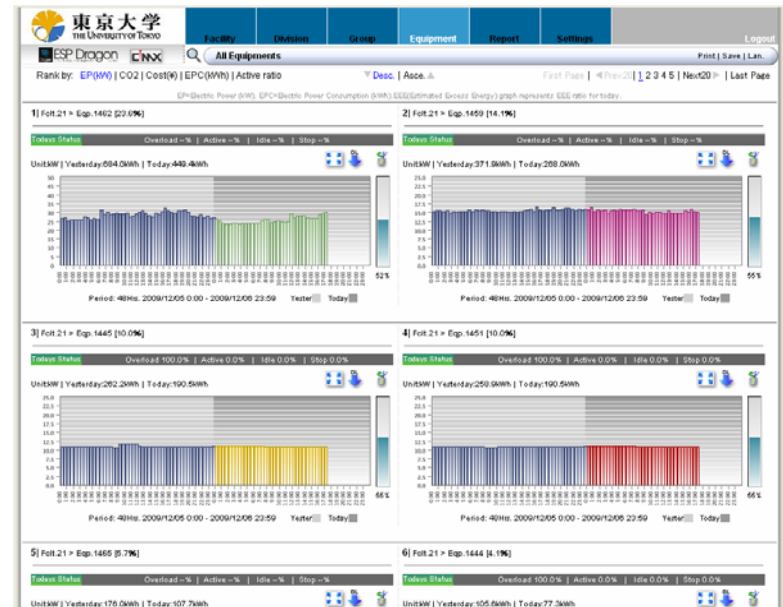 東京大学
THE UNIVERSITY OF TOKYO
Facility Division Group Equipment Report Settings Logout
ESP Dragon CIMX All Equipments Print | Save | Lan.
Rank by: EP(kW) | CO2 | Cost(¥) | EPC(kWh) | Active ratio ▼Desc. | Asce.▲ First Page | ◀Prev20 | 1 2 3 4 5 | Next20▶ | Last Page
EP=Electric Power (kW), EPC=Electric Power Consumption (kWh).EEE(Estimated Excess Energy) graph represents EEE ratio for today.
1| Fclt.21 > Eqp.1462 [23.6%]
Todays Status Overload --% | Active --% | Idle --% | Stop --%
Unit:kW | Yesterday:684.0kWh | Today:449.4kWh
52%
Period: 48Hrs. 2009/12/05 0:00 - 2009/12/06 23:59 Yester Today
2| Fclt.21 > Eqp.1459 [14.1%]
Todays Status Overload --% | Active --% | Idle --% | Stop --%
Unit:kW | Yesterday:371.9kWh | Today:268.0kWh
55%
Period: 48Hrs. 2009/12/05 0:00 - 2009/12/06 23:59 Yester Today
3| Fclt.21 > Eqp.1445 [10.0%]
Todays Status Overload 100.0% | Active 0.0% | Idle 0.0% | Stop 0.0%
Unit:kW | Yesterday:262.2kWh | Today:190.5kWh
66%
Period: 48Hrs. 2009/12/05 0:00 - 2009/12/06 23:59 Yester Today
4| Fclt.21 > Eqp.1451 [10.0%]
Todays Status Overload 100.0% | Active 0.0% | Idle 0.0% | Stop 0.0%
Unit:kW | Yesterday:258.9kWh | Today:190.5kWh
66%
Period: 48Hrs. 2009/12/05 0:00 - 2009/12/06 23:59 Yester Today
5| Fclt.21 > Eqp.1465 [5.7%]
Todays Status Overload --% | Active --% | Idle --% | Stop --%
Unit:kW | Yesterday:176.0kWh | Today:107.7kWh
6| Fclt.21 > Eqp.1444 [4.1%]
Todays Status Overload 100.0% | Active 0.0% | Idle 0.0% | Stop 0.0%
Unit:kW | Yesterday:105.6kWh | Today:77.3kWh